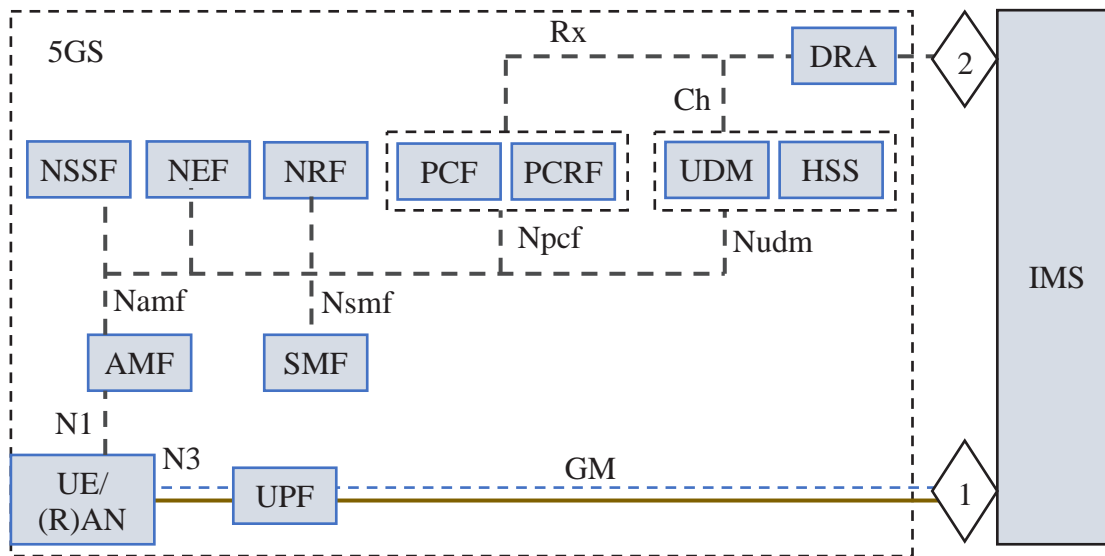 Rx
5GS
DRA
2
Ch
NSSF
NEF
NRF
PCF
PCRF
UDM
HSS
Npcf
Nudm
IMS
Namf
Nsmf
AMF
SMF
N1
N3
GM
UE/
(R)AN
UPF
1